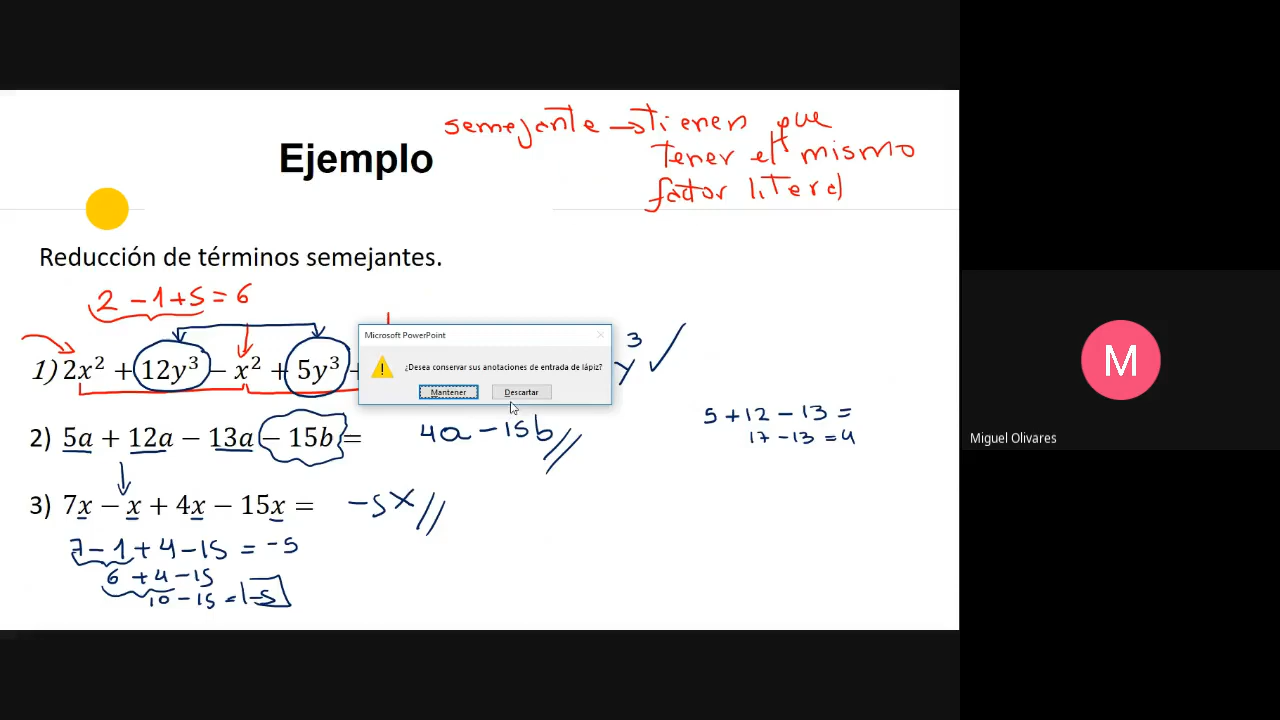 semejante → tienen que
tener el mismo
factor literal
Ejemplo
Reducción de términos semejantes.
2 - 1 + 5 = 6
1) 2x² + 12y³ − x² + 5y³ +
y³ ✓
Microsoft PowerPoint
¿Desea conservar sus anotaciones de entrada de lápiz?
Mantener
Descartar
2) 5a + 12a − 13a − 15b =
4a - 15b //
5 + 12 - 13 =
17 - 13 = 4
3) 7x − x + 4x − 15x =
-5x //
7 - 1 + 4 - 15 = -5
6 + 4 - 15
10 - 15 = -5
M
Miguel Olivares